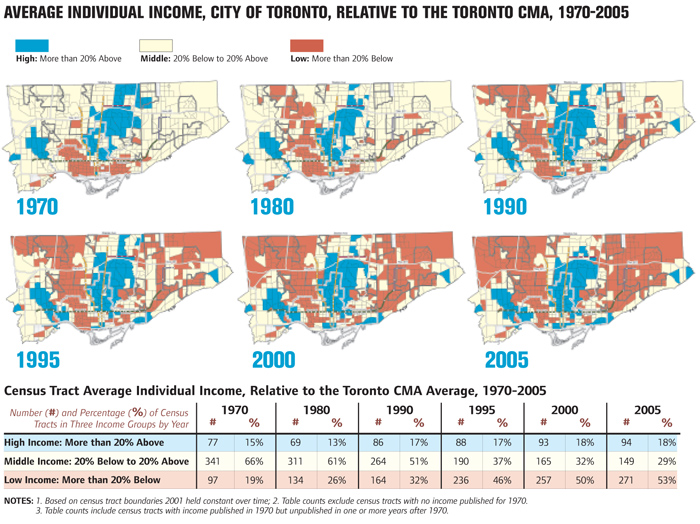 AVERAGE INDIVIDUAL INCOME, CITY OF TORONTO, RELATIVE TO THE TORONTO CMA, 1970-2005
High: More than 20% Above Middle: 20% Below to 20% Above Low: More than 20% Below
1970 1980 1990
1995 2000 2005
Census Tract Average Individual Income, Relative to the Toronto CMA Average, 1970-2005
Number (#) and Percentage (%) of Census
Tracts in Three Income Groups by Year
1970 1980 1990 1995 2000 2005
# % # % # % # % # % # %
High Income: More than 20% Above 77 15% 69 13% 86 17% 88 17% 93 18% 94 18%
Middle Income: 20% Below to 20% Above 341 66% 311 61% 264 51% 190 37% 165 32% 149 29%
Low Income: More than 20% Below 97 19% 134 26% 164 32% 236 46% 257 50% 271 53%
NOTES: 1. Based on census tract boundaries 2001 held constant over time; 2. Table counts exclude census tracts with no income published for 1970.
3. Table counts include census tracts with income published in 1970 but unpublished in one or more years after 1970.